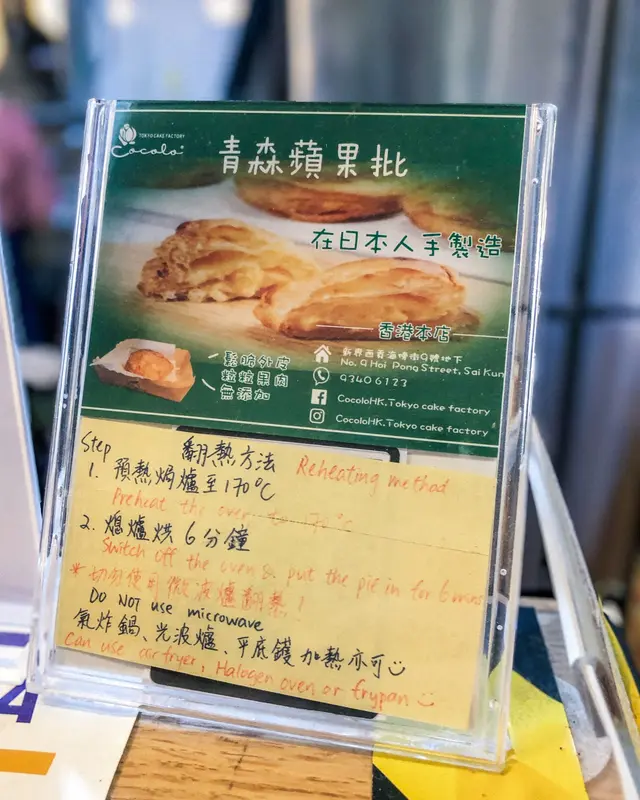 TOKYO CAKE FACTORY
Cocolo
青森蘋果批
在日本人手製造
香港本店
鬆脆外皮
粒粒果肉
無添加
新界西貢海傍街9號地下
No. 9 Hoi Pong Street, Sai Kun
9340 6123
CocoloHK.Tokyo cake factory
CocoloHK.Tokyo cake factory
Step 翻熱方法 Reheating method
1. 預熱焗爐至170°C
Preheat the oven to 170°C
2. 熄爐烘6分鐘
Switch off the oven & put the pie in for 6 mins
*切勿使用微波爐翻熱!
DO NOT use microwave
氣炸鍋、光波爐、平底鑊加熱亦可
Can use airfryer, Halogen oven or frypan